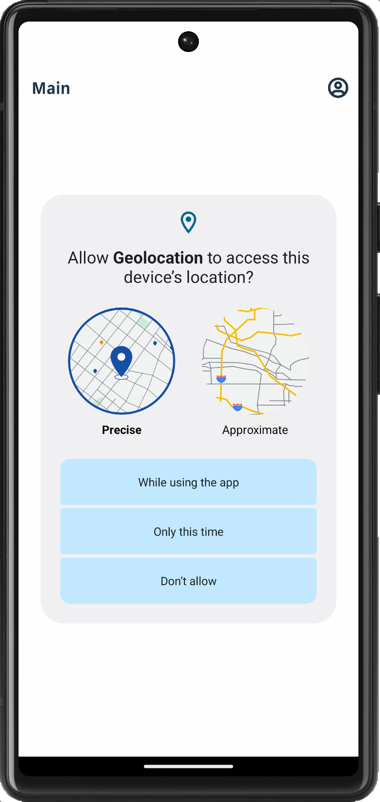 Main
Allow Geolocation to access this
device’s location?
Precise
Approximate
While using the app
Only this time
Don’t allow